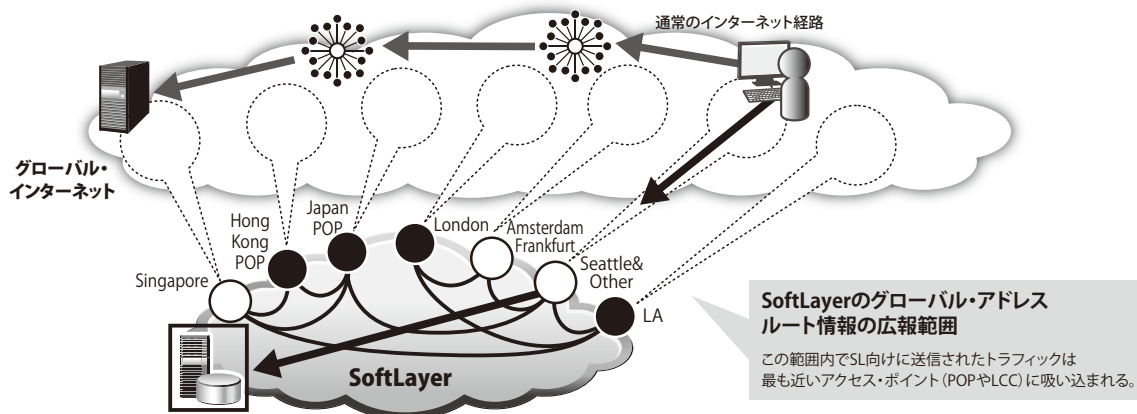 通常のインターネット経路
グローバル・
インターネット
Hong
Kong
POP
Japan
POP
London
Amsterdam
Frankfurt
Singapore
Seattle&
Other
LA
SoftLayer
SoftLayerのグローバル・アドレス
ルート情報の広報範囲
この範囲内でSL向けに送信されたトラフィックは
最も近いアクセス・ポイント（POPやLCC）に吸い込まれる。